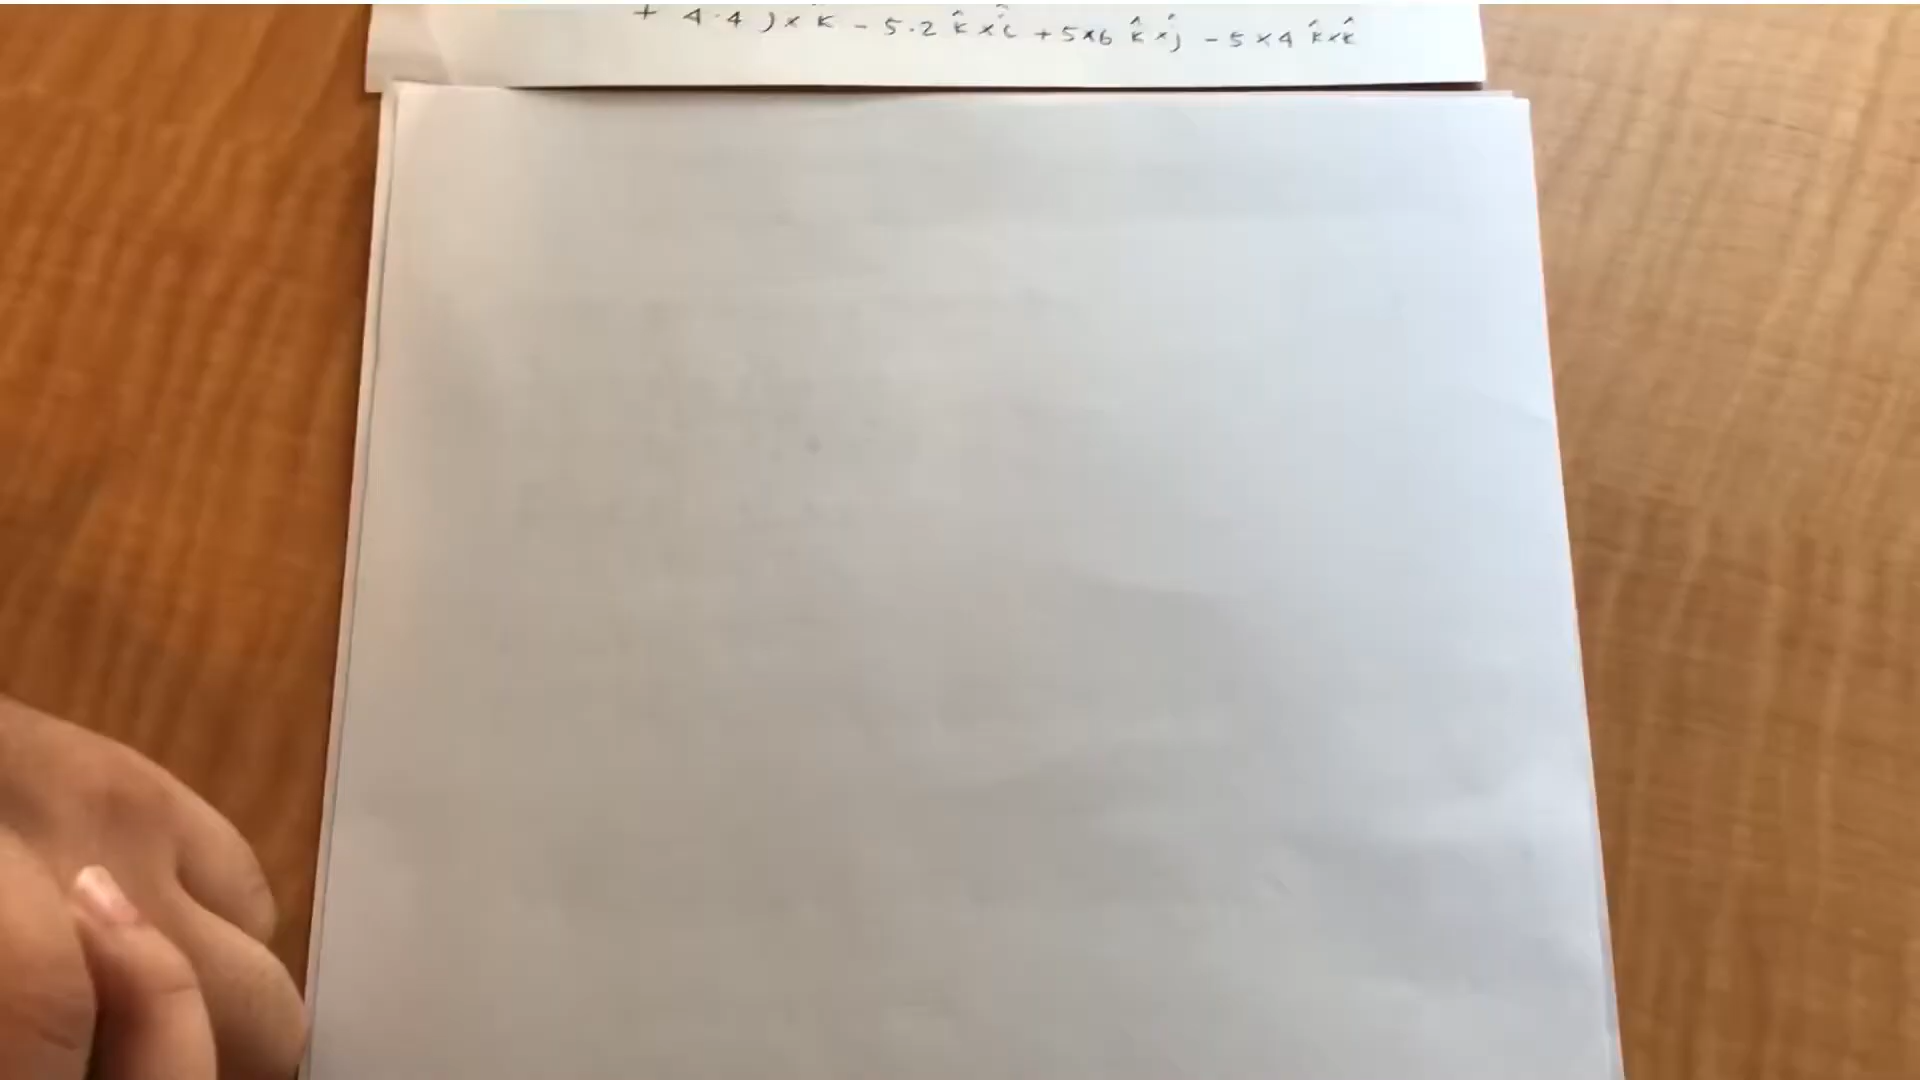 + 4.4 ĵ×k̂ - 5.2 k̂×î + 5×6 k̂×ĵ - 5×4 k̂×k̂